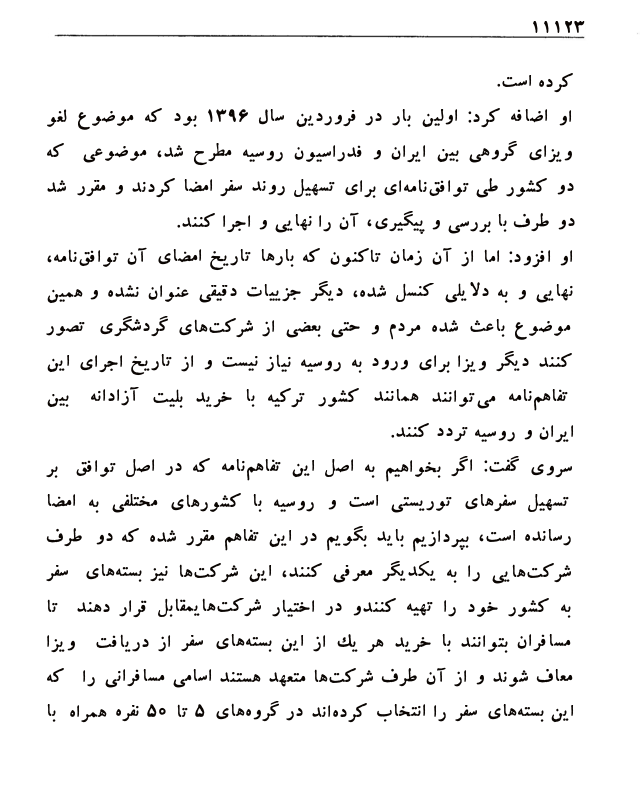 ۱۱۱۲۳
کرده است.
او اضافه کرد: اولین بار در فروردین سال ۱۳۹۶ بود که موضوع لغو
ویزای گروهی بین ایران و فدراسیون روسیه مطرح شد، موضوعی که
دو کشور طی توافق‌نامه‌ای برای تسهیل روند سفر امضا کردند و مقرر شد
دو طرف با بررسی و پیگیری، آن را نهایی و اجرا کنند.
او افزود: اما از آن زمان تاکنون که بارها تاریخ امضای آن توافق‌نامه،
نهایی و به دلایلی کنسل شده، دیگر جزییات دقیقی عنوان نشده و همین
موضوع باعث شده مردم و حتی بعضی از شرکت‌های گردشگری تصور
کنند دیگر ویزا برای ورود به روسیه نیاز نیست و از تاریخ اجرای این
تفاهم‌نامه می‌توانند همانند کشور ترکیه با خرید بلیت آزادانه بین
ایران و روسیه تردد کنند.
سروی گفت: اگر بخواهیم به اصل این تفاهم‌نامه که در اصل توافق بر
تسهیل سفرهای توریستی است و روسیه با کشورهای مختلفی به امضا
رسانده است، بپردازیم باید بگویم در این تفاهم مقرر شده که دو طرف
شرکت‌هایی را به یکدیگر معرفی کنند، این شرکت‌ها نیز بسته‌های سفر
به کشور خود را تهیه کنندو در اختیار شرکت‌هایمقابل قرار دهند تا
مسافران بتوانند با خرید هر یك از این بسته‌های سفر از دریافت ویزا
معاف شوند و از آن طرف شرکت‌ها متعهد هستند اسامی مسافرانی را که
این بسته‌های سفر را انتخاب کرده‌اند در گروه‌های ۵ تا ۵۰ نفره همراه با